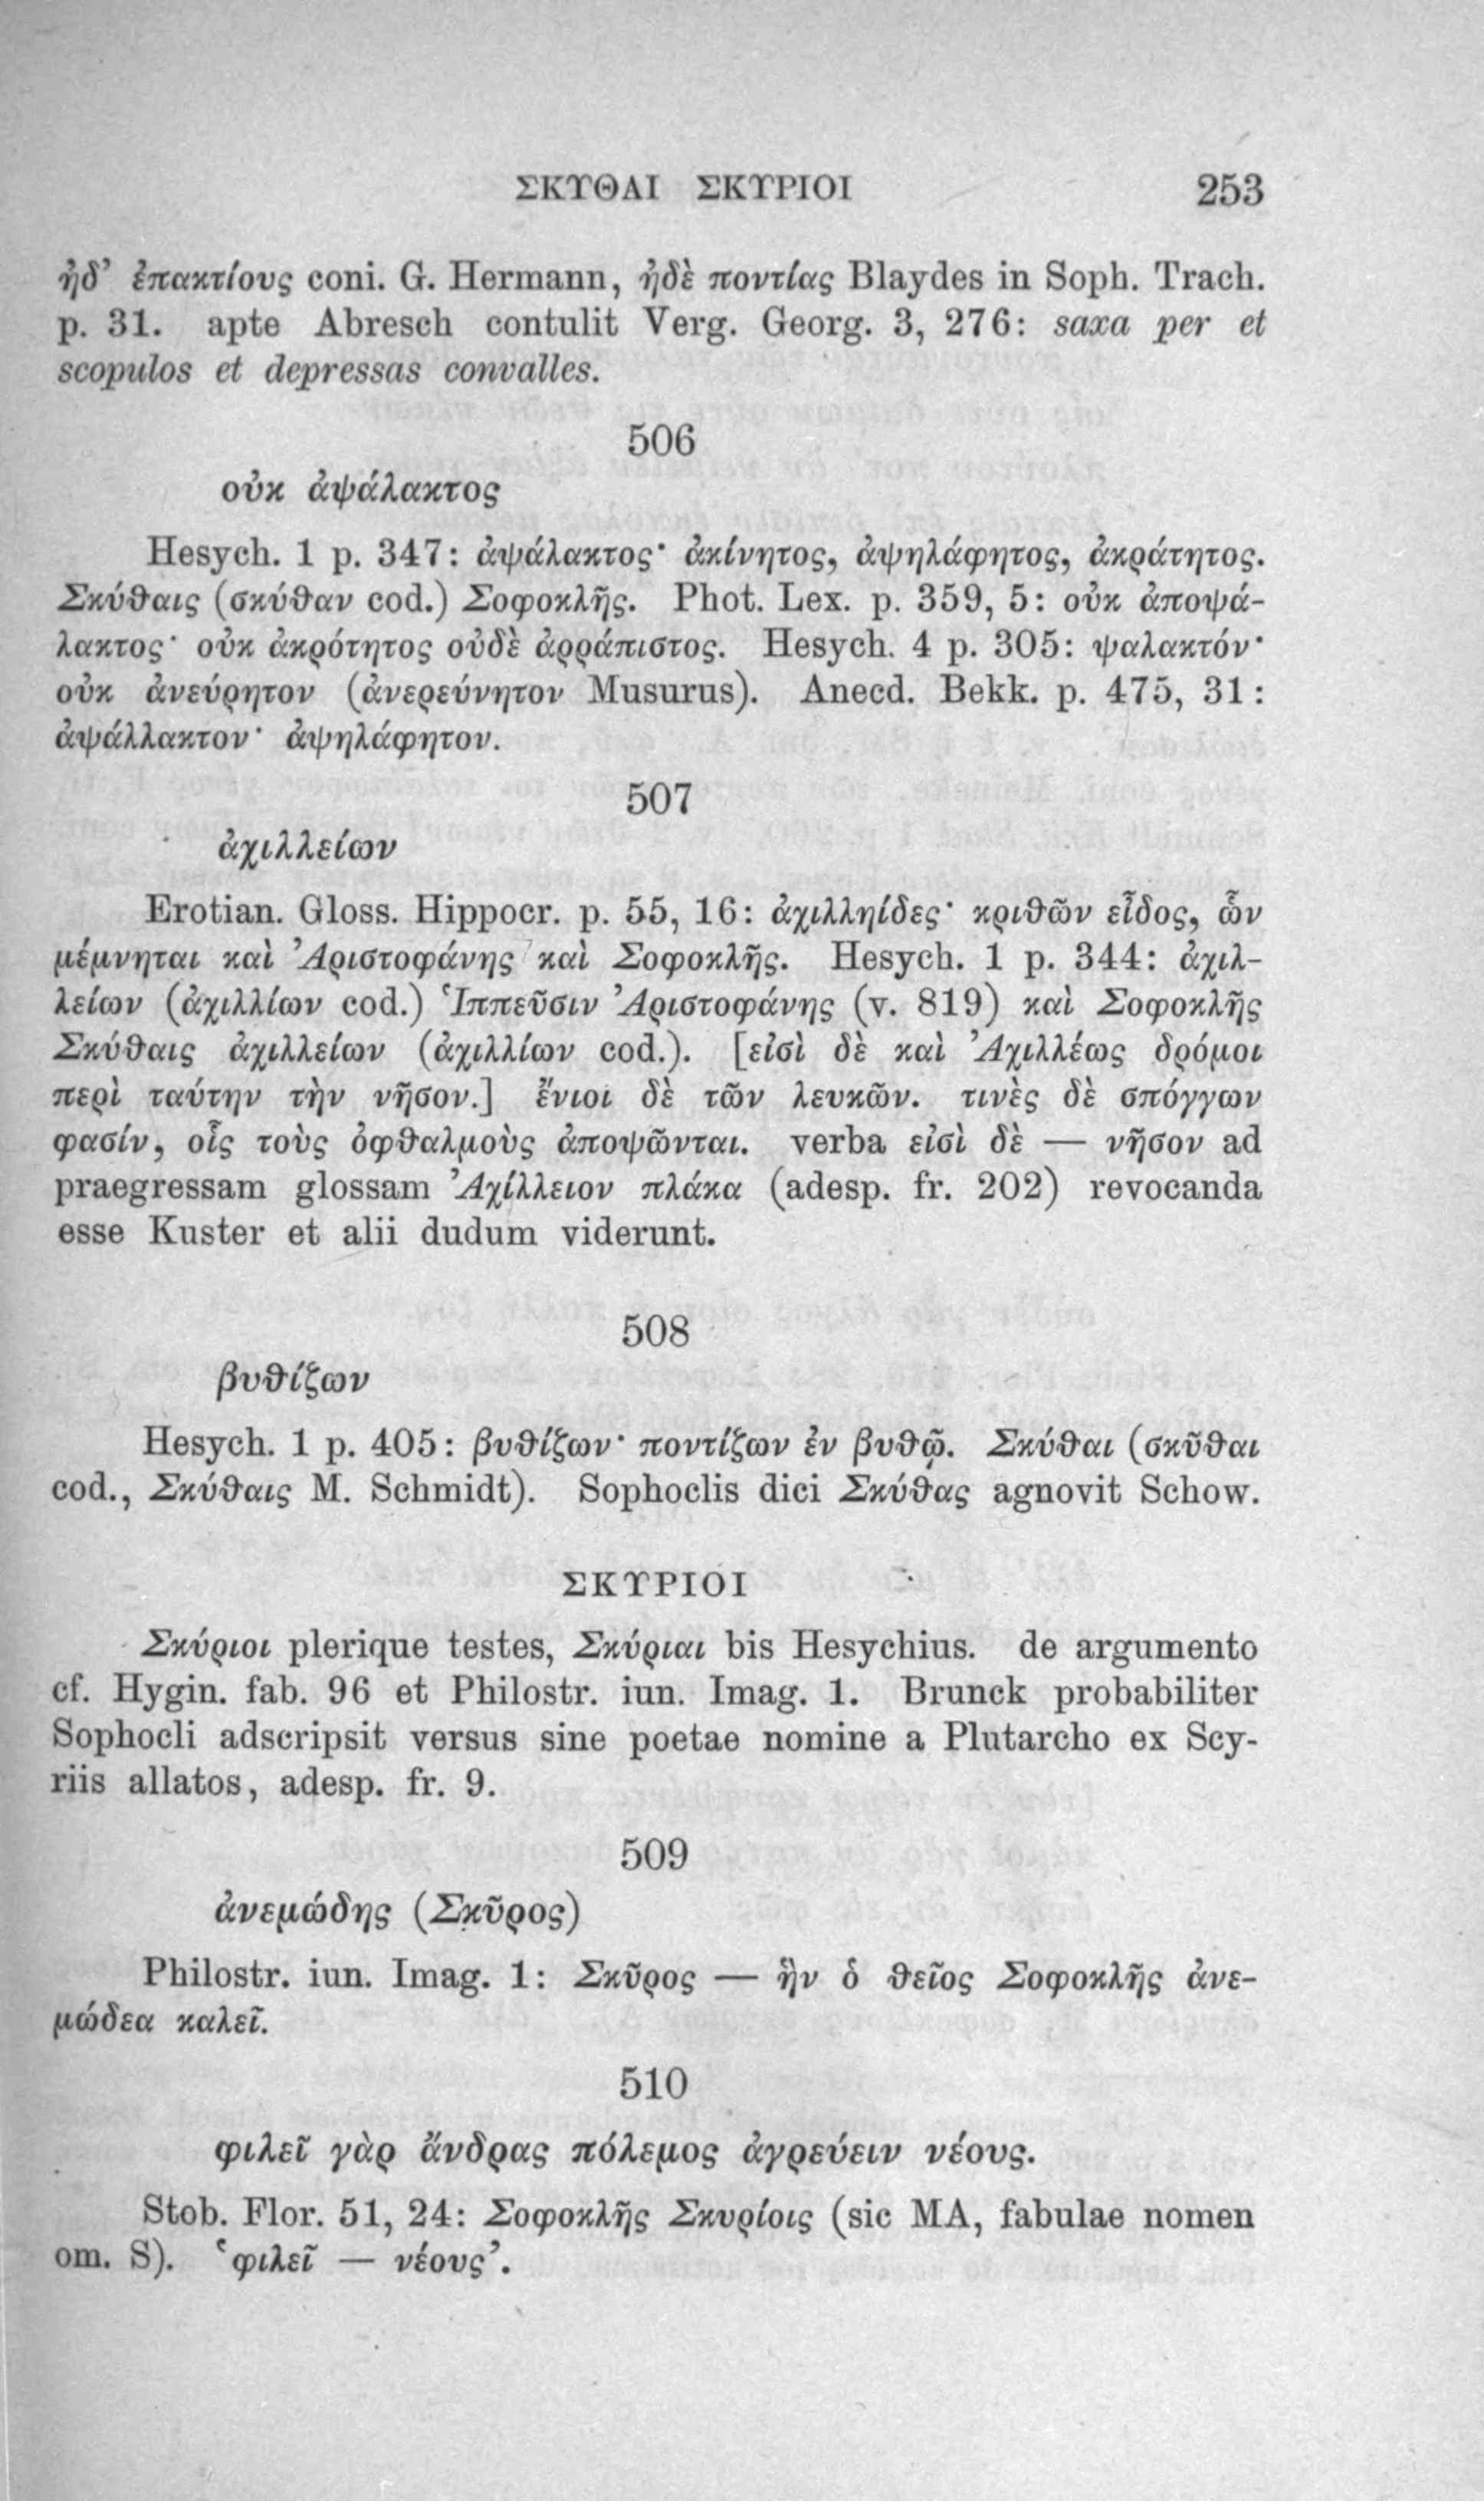 ΣΚΥΘΑΙ ΣΚΥΡΙΟΙ 253
ἠδ’ ἐπακτίους coni. G. Hermann, ἠδὲ ποντίας Blaydes in Soph. Trach.
p. 31. apte Abresch contulit Verg. Georg. 3, 276: saxa per et
scopulos et depressas convalles.
506
οὐκ ἀψάλακτος
Hesych. 1 p. 347: ἀψάλακτος· ἀκίνητος, ἀψηλάφητος, ἀκράτητος.
Σκύθαις (σκύθαν cod.) Σοφοκλῆς. Phot. Lex. p. 359, 5: οὐκ ἀποψά-
λακτος· οὐκ ἀκρότητος οὐδὲ ἀρράπιστος. Hesych. 4 p. 305: ψαλακτόν·
οὐκ ἀνεύρητον (ἀνερεύνητον Musurus). Anecd. Bekk. p. 475, 31:
ἀψάλλακτον· ἀψηλάφητον.
507
ἀχιλλείων
Erotian. Gloss. Hippocr. p. 55, 16: ἀχιλληίδες· κριθῶν εἶδος, ὧν
μέμνηται καὶ Ἀριστοφάνης καὶ Σοφοκλῆς. Hesych. 1 p. 344: ἀχιλ-
λείων (ἀχιλλίων cod.) Ἱππεῦσιν Ἀριστοφάνης (v. 819) καὶ Σοφοκλῆς
Σκύθαις ἀχιλλείων (ἀχιλλίων cod.). [εἰσὶ δὲ καὶ Ἀχιλλέως δρόμοι
περὶ ταύτην τὴν νῆσον.] ἔνιοι δὲ τῶν λευκῶν. τινὲς δὲ σπόγγων
φασίν, οἷς τοὺς ὀφθαλμοὺς ἀποψῶνται. verba εἰσὶ δὲ — νῆσον ad
praegressam glossam Ἀχίλλειον πλάκα (adesp. fr. 202) revocanda
esse Kuster et alii dudum viderunt.
508
βυθίζων
Hesych. 1 p. 405: βυθίζων· ποντίζων ἐν βυθῷ. Σκύθαι (σκῦθαι
cod., Σκύθαις M. Schmidt). Sophoclis dici Σκύθας agnovit Schow.
ΣΚΥΡΙΟΙ
Σκύριοι plerique testes, Σκύριαι bis Hesychius. de argumento
cf. Hygin. fab. 96 et Philostr. iun. Imag. 1. Brunck probabiliter
Sophocli adscripsit versus sine poetae nomine a Plutarcho ex Scy-
riis allatos, adesp. fr. 9.
509
ἀνεμώδης (Σκῦρος)
Philostr. iun. Imag. 1: Σκῦρος — ἣν ὁ θεῖος Σοφοκλῆς ἀνε-
μώδεα καλεῖ.
510
φιλεῖ γὰρ ἄνδρας πόλεμος ἀγρεύειν νέους.
Stob. Flor. 51, 24: Σοφοκλῆς Σκυρίοις (sic MA, fabulae nomen
om. S). ‘φιλεῖ — νέους’.